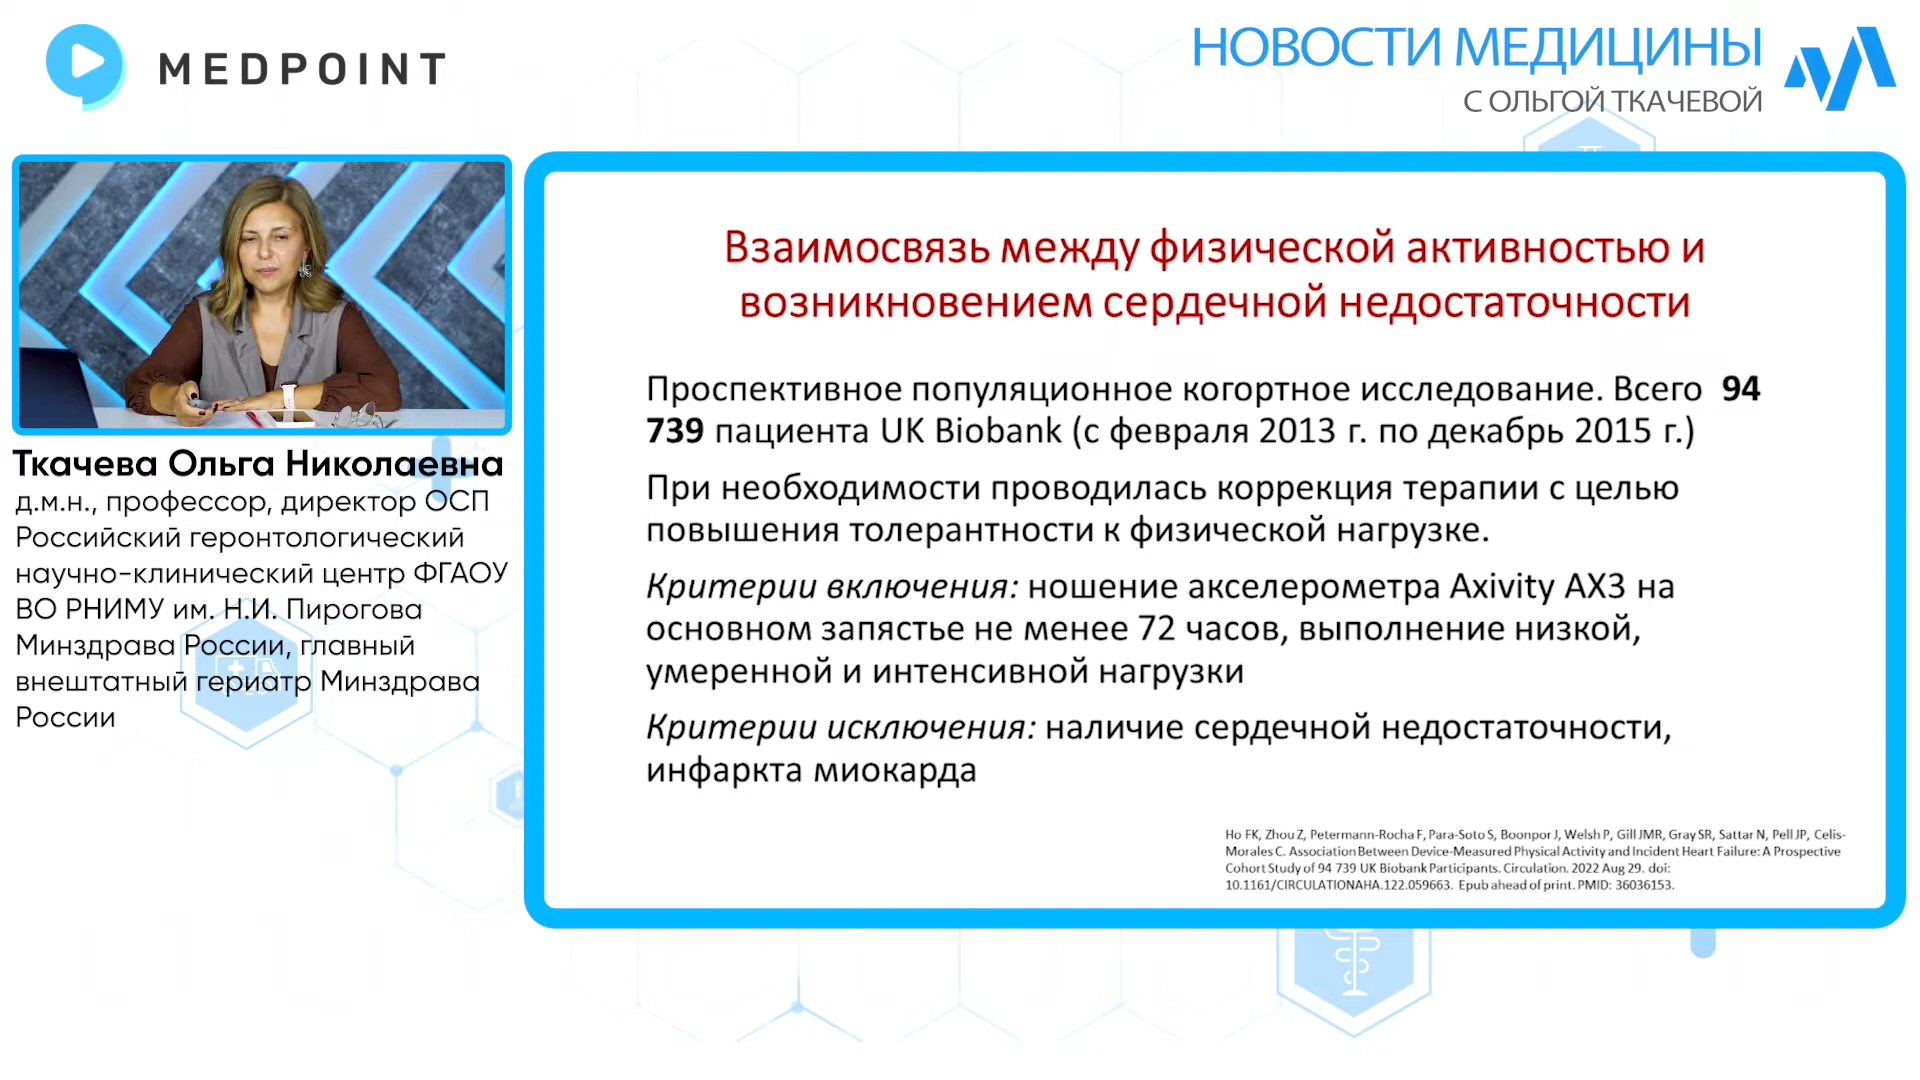 MEDPOINT
НОВОСТИ МЕДИЦИНЫ
С ОЛЬГОЙ ТКАЧЕВОЙ
Ткачева Ольга Николаевна
д.м.н., профессор, директор ОСП
Российский геронтологический
научно-клинический центр ФГАОУ
ВО РНИМУ им. Н.И. Пирогова
Минздрава России, главный
внештатный гериатр Минздрава
России
Взаимосвязь между физической активностью и
возникновением сердечной недостаточности
Проспективное популяционное когортное исследование. Всего 94
739 пациента UK Biobank (с февраля 2013 г. по декабрь 2015 г.)
При необходимости проводилась коррекция терапии с целью
повышения толерантности к физической нагрузке.
Критерии включения: ношение акселерометра Axivity AX3 на
основном запястье не менее 72 часов, выполнение низкой,
умеренной и интенсивной нагрузки
Критерии исключения: наличие сердечной недостаточности,
инфаркта миокарда
Ho FK, Zhou Z, Petermann-Rocha F, Para-Soto S, Boonpor J, Welsh P, Gill JMR, Gray SR, Sattar N, Pell JP, Celis-
Morales C. Association Between Device-Measured Physical Activity and Incident Heart Failure: A Prospective
Cohort Study of 94 739 UK Biobank Participants. Circulation. 2022 Aug 29. doi:
10.1161/CIRCULATIONAHA.122.059663. Epub ahead of print. PMID: 36036153.